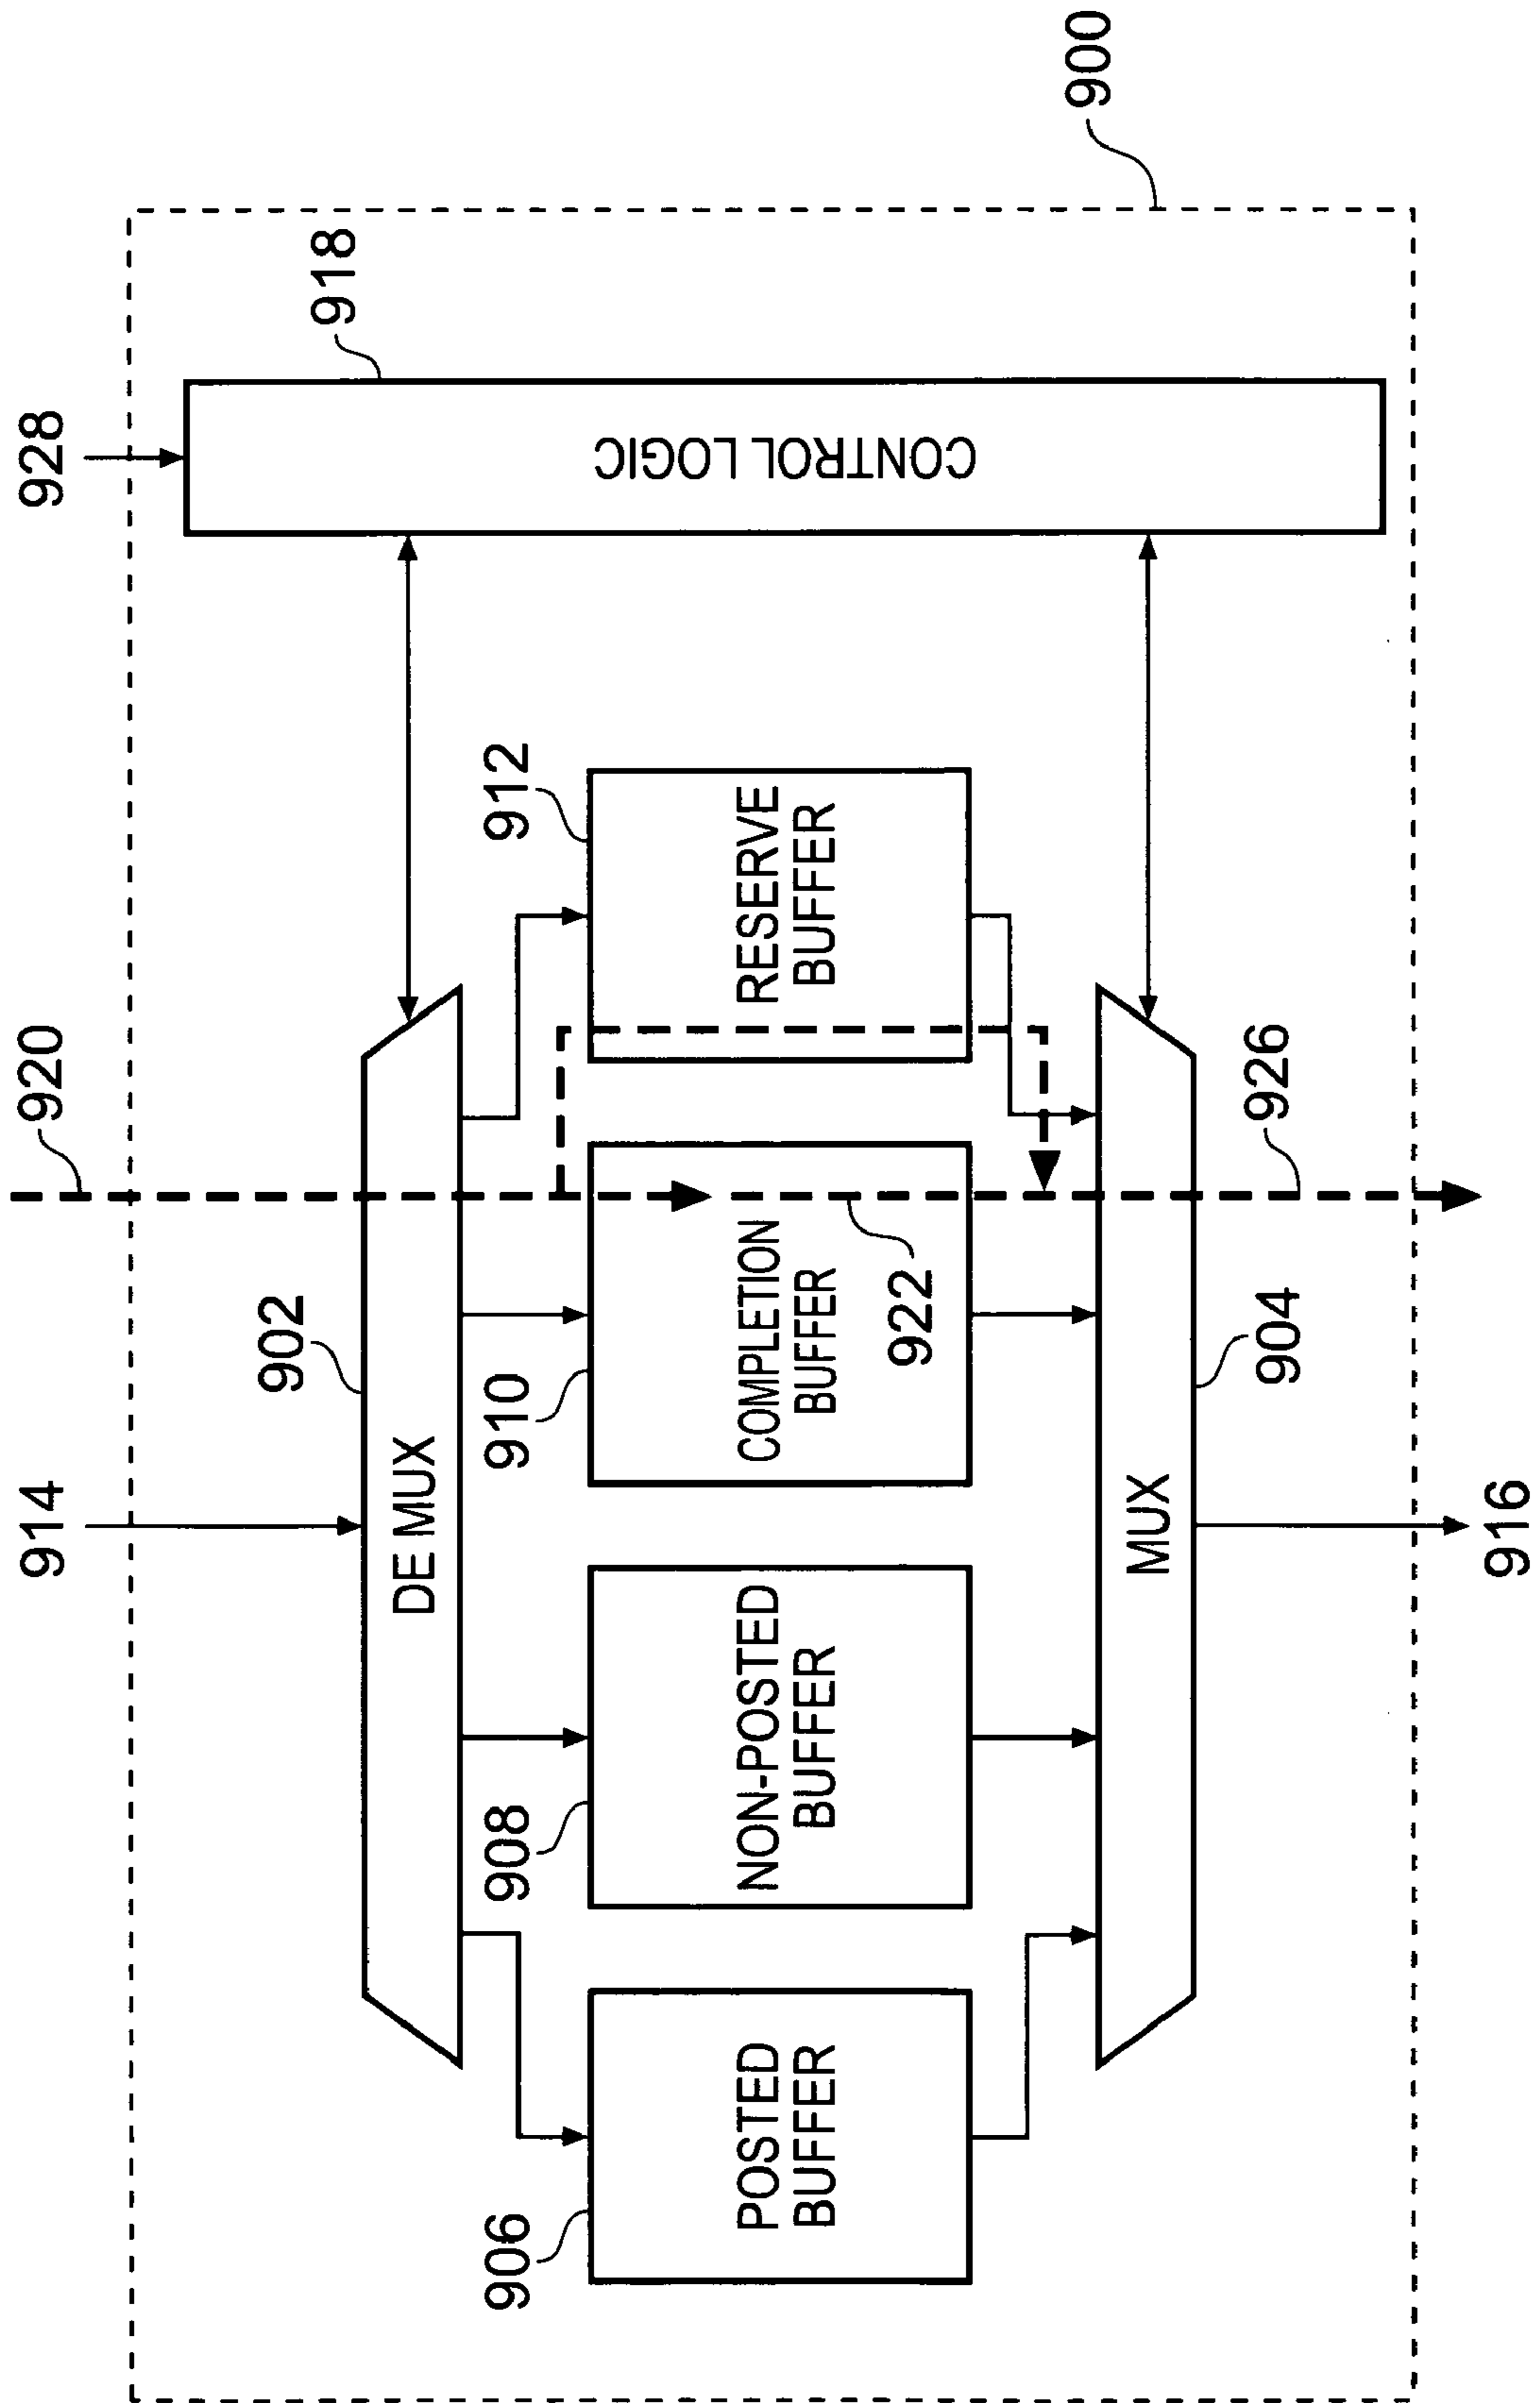 928
918
900
CONTROL LOGIC
920
912
RESERVE
BUFFER
926
902
910
COMPLETION
BUFFER
922
904
914
DE MUX
MUX
916
908
NON-POSTED
BUFFER
906
POSTED
BUFFER